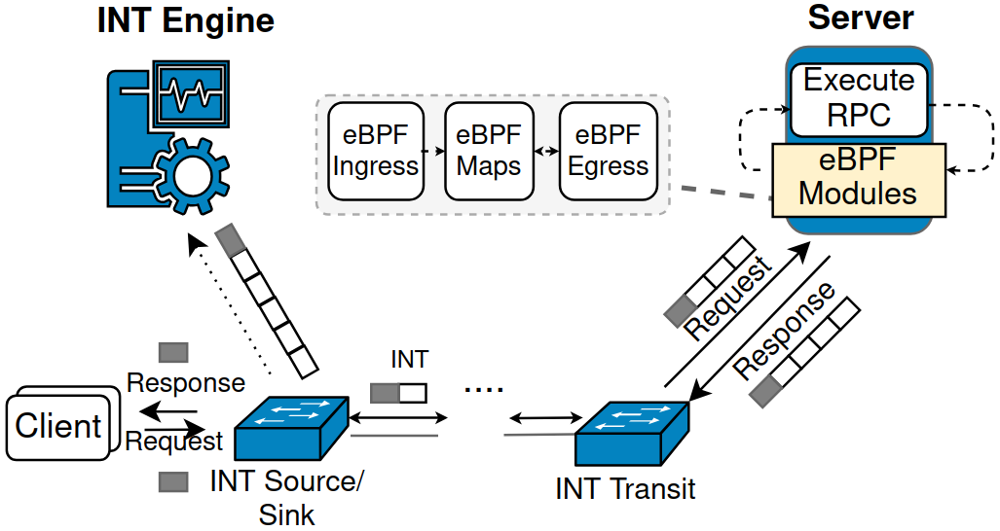 INT Engine
Server
Execute
RPC
eBPF
Ingress
eBPF
Maps
eBPF
Egress
eBPF
Modules
Request
Response
INT
....
Response
Client
Request
INT Source/
Sink
INT Transit